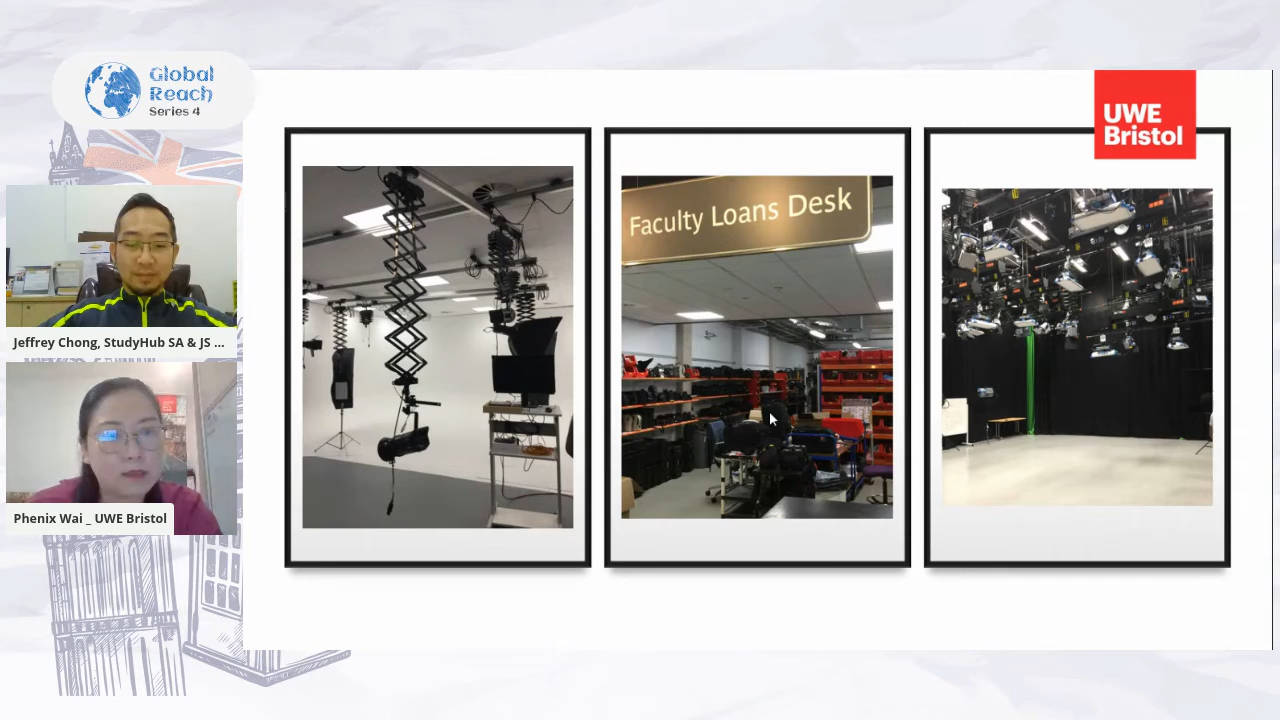 Global
Reach
Series 4
UWE
Bristol
Faculty Loans Desk
Jeffrey Chong, StudyHub SA & JS ...
Phenix Wai _ UWE Bristol